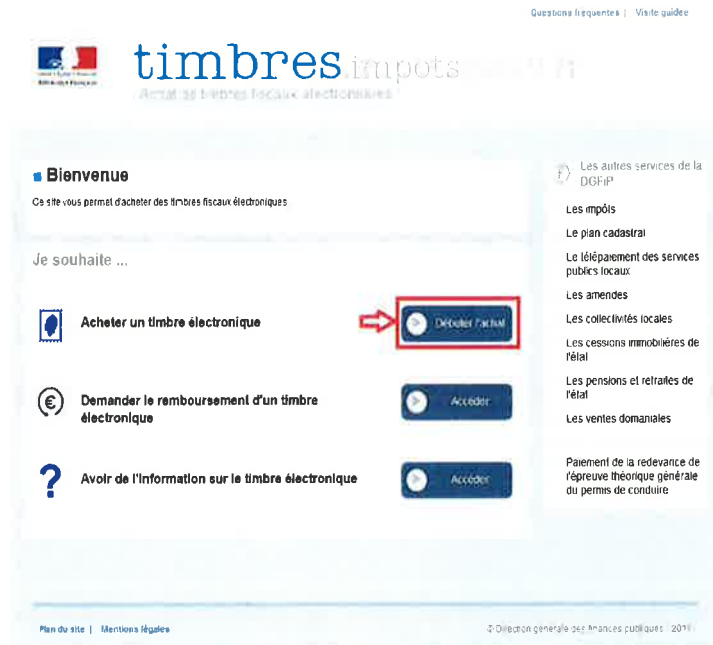 Questions fréquentes | Visite guidée
timbres.impots
Achat de timbres fiscaux électroniques
Bienvenue
Ce site vous permet d'acheter des timbres fiscaux électroniques
Je souhaite ...
Acheter un timbre électronique
Débuter l'achat
Demander le remboursement d'un timbre
électronique
Accéder
Avoir de l'information sur le timbre électronique
Accéder
Les autres services de la
DGFiP
Les impôts
Le plan cadastral
Le télépaiement des services
publics locaux
Les amendes
Les collectivités locales
Les cessions immobilières de
l'état
Les pensions et retraites de
l'état
Les ventes domaniales
Paiement de la redevance de
l'épreuve théorique générale
du permis de conduire
Plan du site | Mentions légales
© Direction générale des finances publiques